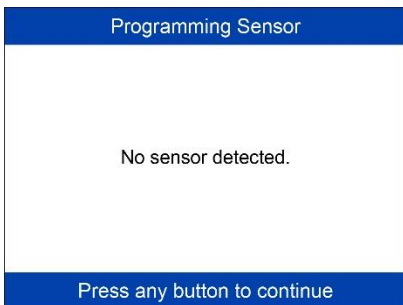 Programming Sensor
No sensor detected.
Press any button to continue